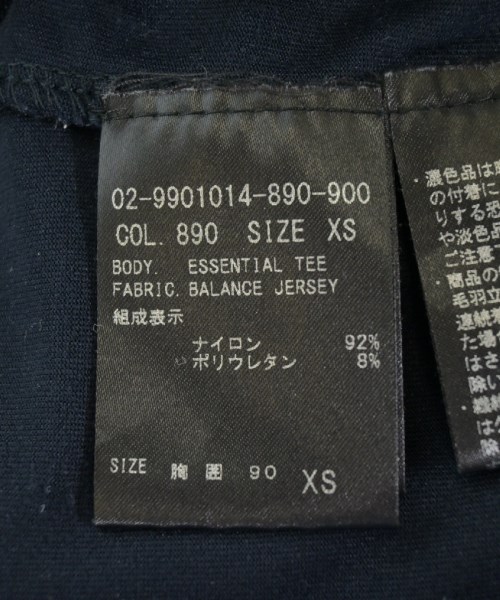 02-9901014-890-900
COL. 890 SIZE XS
BODY. ESSENTIAL TEE
FABRIC. BALANCE JERSEY
組成表示
ナイロン 92%
ポリウレタン 8%
SIZE 胸囲 90 XS
・濃色品は
の付着に
りする恐
や淡色品
ご注意
・商品の
毛羽立
連続着
た場
はさ
除い
・繊維
は
除